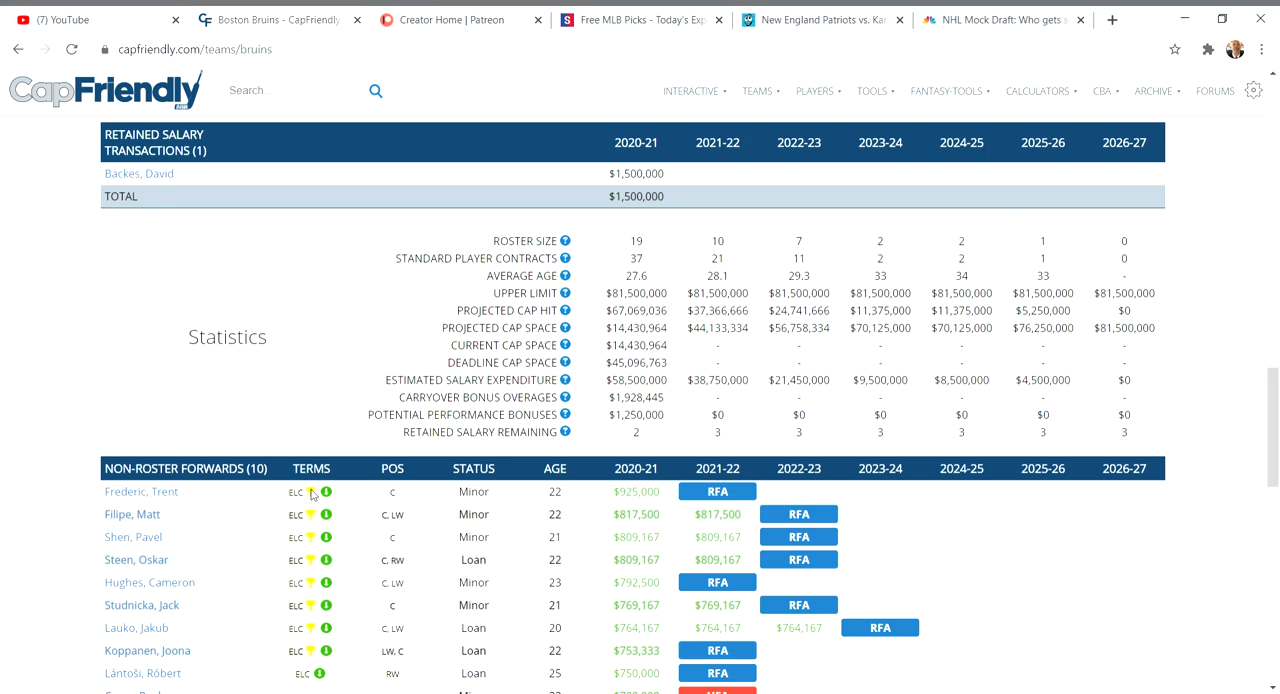 (7) YouTube
Boston Bruins - CapFriendly
Creator Home | Patreon
Free MLB Picks - Today's Exp
New England Patriots vs. Kan
NHL Mock Draft: Who gets s
capfriendly.com/teams/bruins
CapFriendly
Search...
INTERACTIVE TEAMS PLAYERS TOOLS FANTASY-TOOLS CALCULATORS CBA ARCHIVE FORUMS
RETAINED SALARY
TRANSACTIONS (1) 2020-21 2021-22 2022-23 2023-24 2024-25 2025-26 2026-27
Backes, David $1,500,000
TOTAL $1,500,000
Statistics
ROSTER SIZE 19 10 7 2 2 1 0
STANDARD PLAYER CONTRACTS 37 21 11 2 2 1 0
AVERAGE AGE 27.6 28.1 29.3 33 34 33 -
UPPER LIMIT $81,500,000 $81,500,000 $81,500,000 $81,500,000 $81,500,000 $81,500,000 $81,500,000
PROJECTED CAP HIT $67,069,036 $37,366,666 $24,741,666 $11,375,000 $11,375,000 $5,250,000 $0
PROJECTED CAP SPACE $14,430,964 $44,133,334 $56,758,334 $70,125,000 $70,125,000 $76,250,000 $81,500,000
CURRENT CAP SPACE $14,430,964 - - - - - -
DEADLINE CAP SPACE $45,096,763 - - - - - -
ESTIMATED SALARY EXPENDITURE $58,500,000 $38,750,000 $21,450,000 $9,500,000 $8,500,000 $4,500,000 $0
CARRYOVER BONUS OVERAGES $1,928,445 - - - - - -
POTENTIAL PERFORMANCE BONUSES $1,250,000 $0 $0 $0 $0 $0 $0
RETAINED SALARY REMAINING 2 3 3 3 3 3 3
NON-ROSTER FORWARDS (10) TERMS POS STATUS AGE 2020-21 2021-22 2022-23 2023-24 2024-25 2025-26 2026-27
Frederic, Trent ELC C Minor 22 $925,000 RFA
Filipe, Matt ELC C, LW Minor 22 $817,500 $817,500 RFA
Shen, Pavel ELC C Minor 21 $809,167 $809,167 RFA
Steen, Oskar ELC C, RW Loan 22 $809,167 $809,167 RFA
Hughes, Cameron ELC C, LW Minor 23 $792,500 RFA
Studnicka, Jack ELC C Minor 21 $769,167 $769,167 RFA
Lauko, Jakub ELC C, LW Loan 20 $764,167 $764,167 $764,167 RFA
Koppanen, Joona ELC LW, C Loan 22 $753,333 RFA
Lántoši, Róbert ELC RW Loan 25 $750,000 RFA